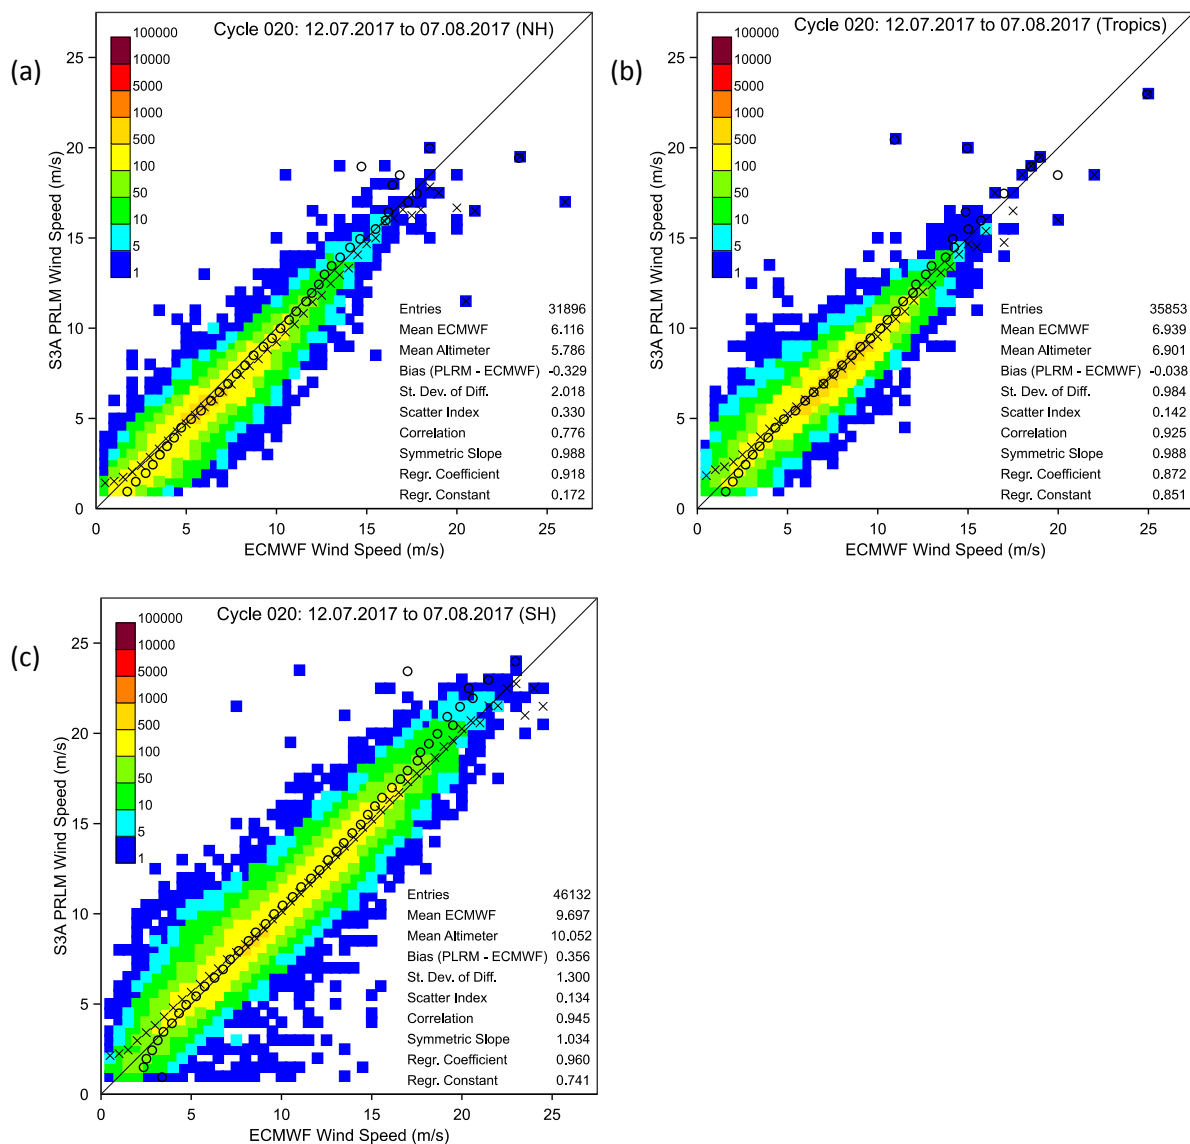 (a)
Cycle 020: 12.07.2017 to 07.08.2017 (NH)
100000
10000
5000
1000
500
100
50
10
5
1
25
20
15
10
5
0
S3A PRLM Wind Speed (m/s)
Entries 31896
Mean ECMWF 6.116
Mean Altimeter 5.786
Bias (PLRM - ECMWF) -0.329
St. Dev. of Diff. 2.018
Scatter Index 0.330
Correlation 0.776
Symmetric Slope 0.988
Regr. Coefficient 0.918
Regr. Constant 0.172
0 5 10 15 20 25
ECMWF Wind Speed (m/s)
(b)
Cycle 020: 12.07.2017 to 07.08.2017 (Tropics)
100000
10000
5000
1000
500
100
50
10
5
1
25
20
15
10
5
0
S3A PRLM Wind Speed (m/s)
Entries 35853
Mean ECMWF 6.939
Mean Altimeter 6.901
Bias (PLRM - ECMWF) -0.038
St. Dev. of Diff. 0.984
Scatter Index 0.142
Correlation 0.925
Symmetric Slope 0.988
Regr. Coefficient 0.872
Regr. Constant 0.851
0 5 10 15 20 25
ECMWF Wind Speed (m/s)
(c)
Cycle 020: 12.07.2017 to 07.08.2017 (SH)
100000
10000
5000
1000
500
100
50
10
5
1
25
20
15
10
5
0
S3A PRLM Wind Speed (m/s)
Entries 46132
Mean ECMWF 9.697
Mean Altimeter 10.052
Bias (PLRM - ECMWF) 0.356
St. Dev. of Diff. 1.300
Scatter Index 0.134
Correlation 0.945
Symmetric Slope 1.034
Regr. Coefficient 0.960
Regr. Constant 0.741
0 5 10 15 20 25
ECMWF Wind Speed (m/s)